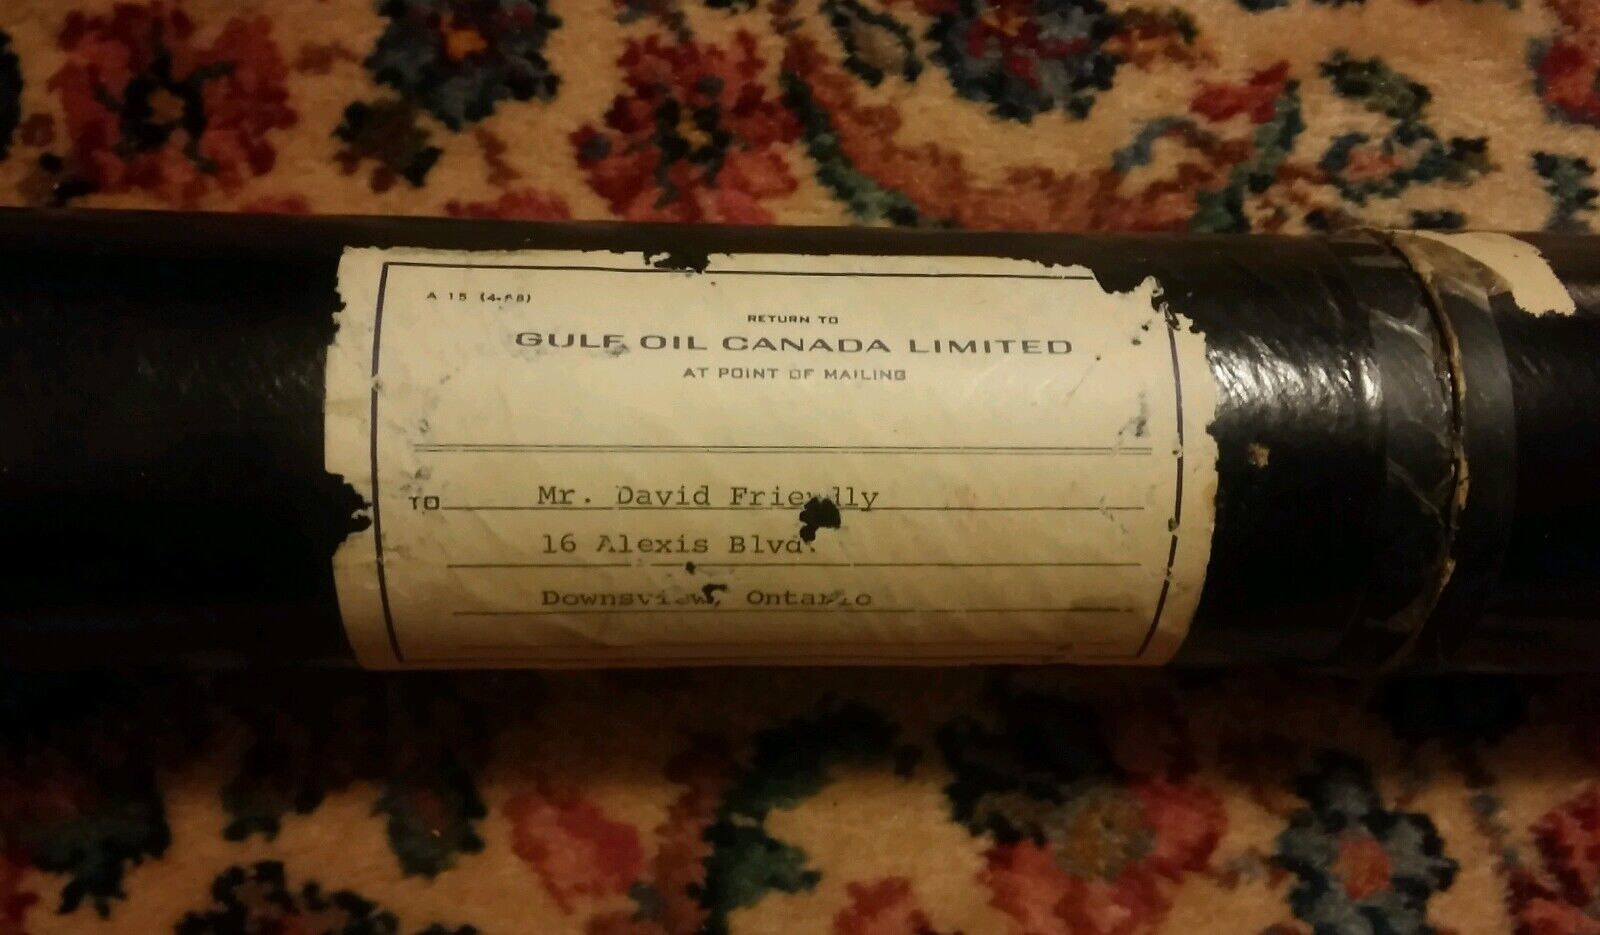 A 15 (4-68)
RETURN TO
GULF OIL CANADA LIMITED
AT POINT OF MAILING
TO Mr. David Friendly
16 Alexis Blvd.
Downsview, Ontario